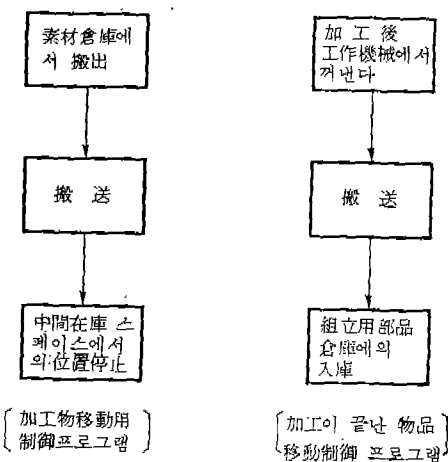 素材倉庫에
서 搬出
搬 送
中間在庫 스
페이스에서
의 位置停止
加工物移動用
制御프로그램
加 工 後
工作機械에서
꺼낸다
搬 送
組立用部品
倉庫에의
入庫
加工이 끝난 物品
移動制御 프로그램